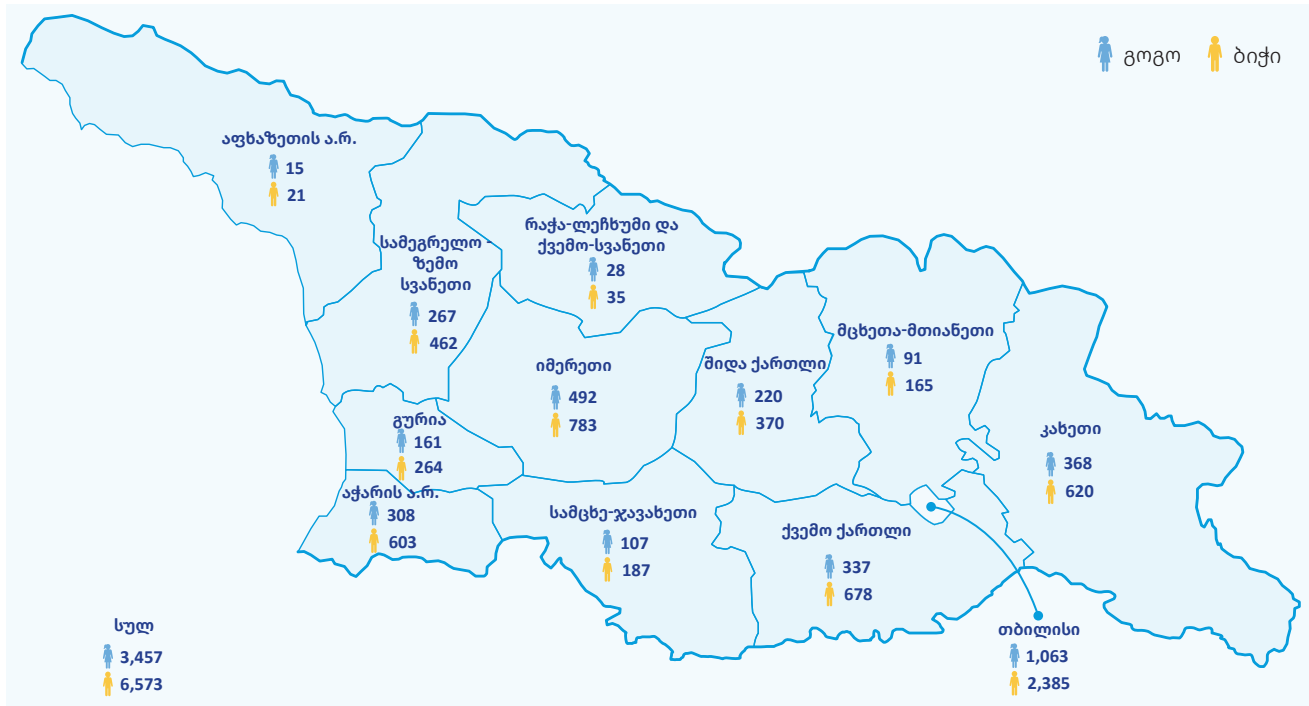 გოგო
ბიჭი
აფხაზეთის ა.რ.
15
21
სამეგრელო -
ზემო
სვანეთი
267
462
რაჭა-ლეჩხუმი და
ქვემო-სვანეთი
28
35
მცხეთა-მთიანეთი
91
165
იმერეთი
492
783
შიდა ქართლი
220
370
გურია
161
264
კახეთი
368
620
აჭარის ა.რ.
308
603
სამცხე-ჯავახეთი
107
187
ქვემო ქართლი
337
678
სულ
3,457
6,573
თბილისი
1,063
2,385